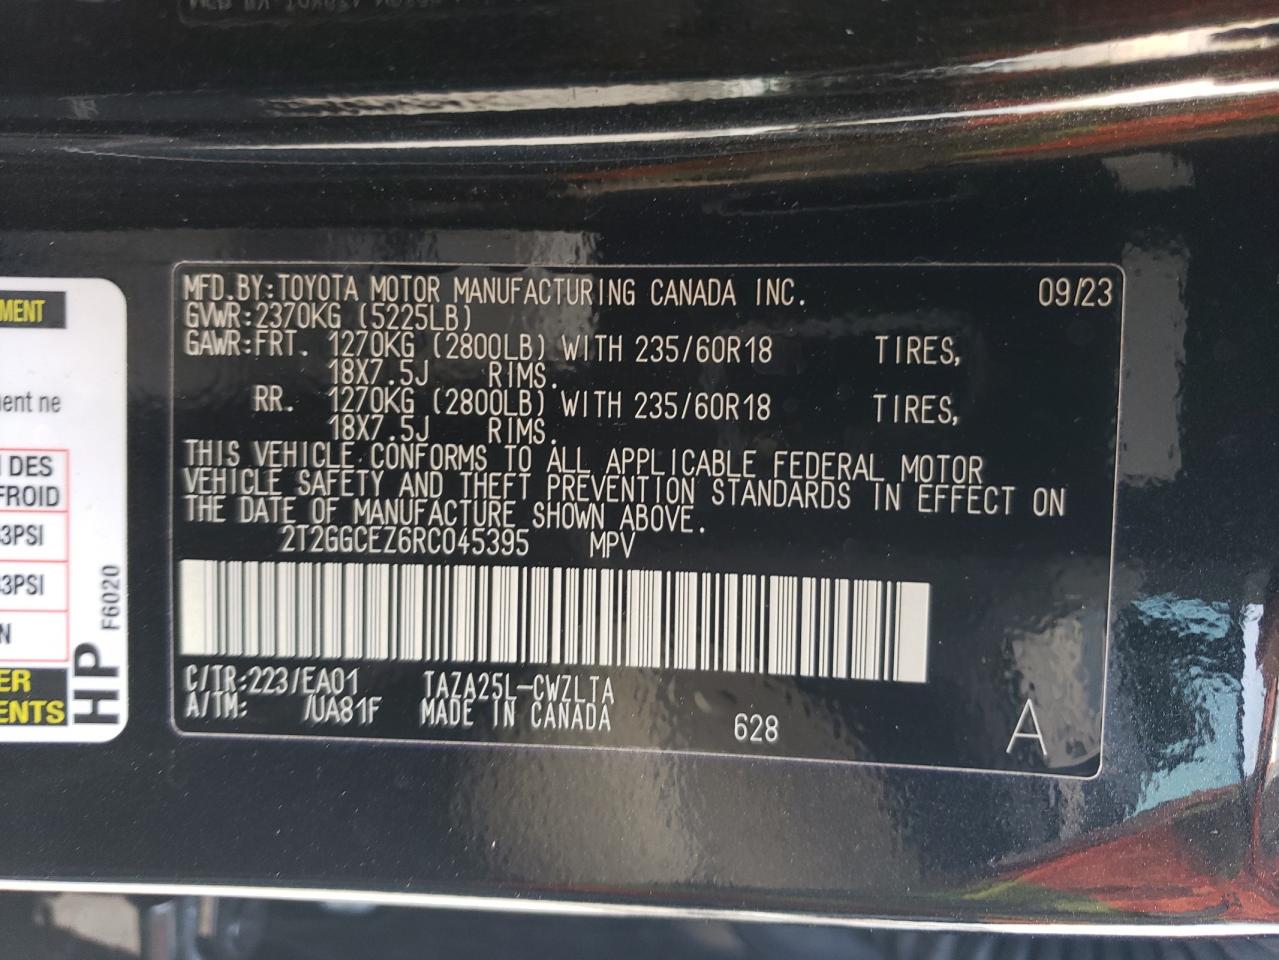 MFD.BY:TOYOTA MOTOR MANUFACTURING CANADA INC. 09/23
GVWR:2370KG (5225LB)
GAWR:FRT. 1270KG (2800LB) WITH 235/60R18 TIRES,
18X7.5J RIMS.
RR. 1270KG (2800LB) WITH 235/60R18 TIRES,
18X7.5J RIMS.
THIS VEHICLE CONFORMS TO ALL APPLICABLE FEDERAL MOTOR
VEHICLE SAFETY AND THEFT PREVENTION STANDARDS IN EFFECT ON
THE DATE OF MANUFACTURE SHOWN ABOVE.
2T2GGCEZ6RC045395 MPV
C/TR:223/EA01 TAZA25L-CWZLTA
A/TM: /UA81F MADE IN CANADA
628
A
MENT
ent ne
DES
FROID
3PSI
3PSI
N
ER
ENTS
HP
F6020